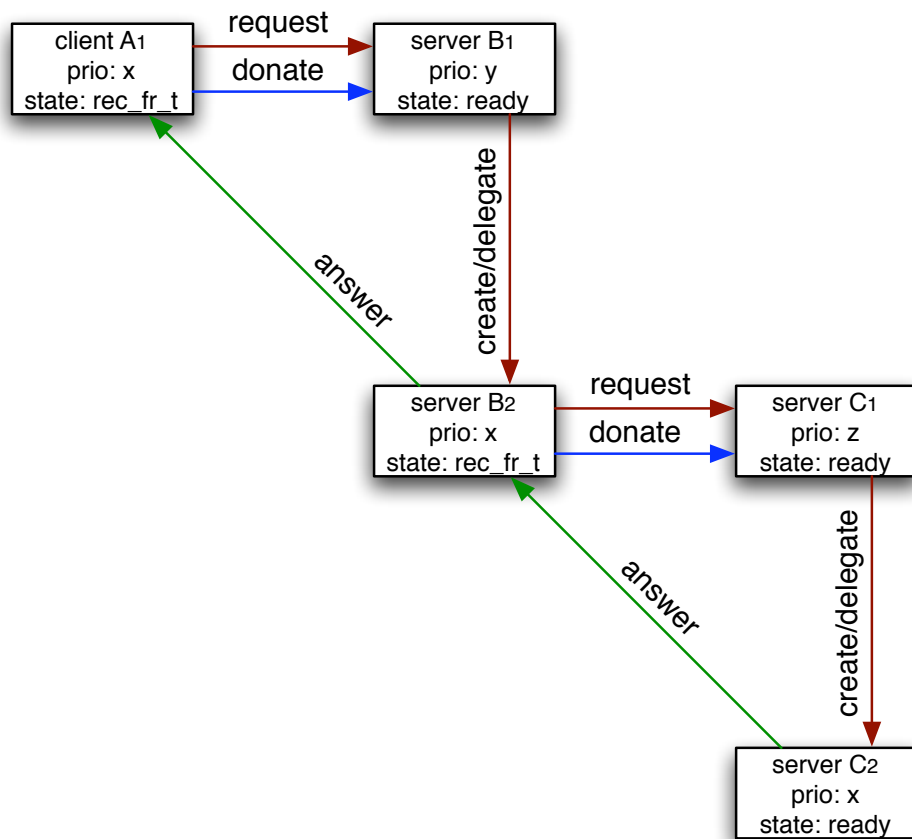 client A1
prio: x
state: rec_fr_t
request
donate
server B1
prio: y
state: ready
create/delegate
answer
server B2
prio: x
state: rec_fr_t
request
donate
server C1
prio: z
state: ready
create/delegate
answer
server C2
prio: x
state: ready